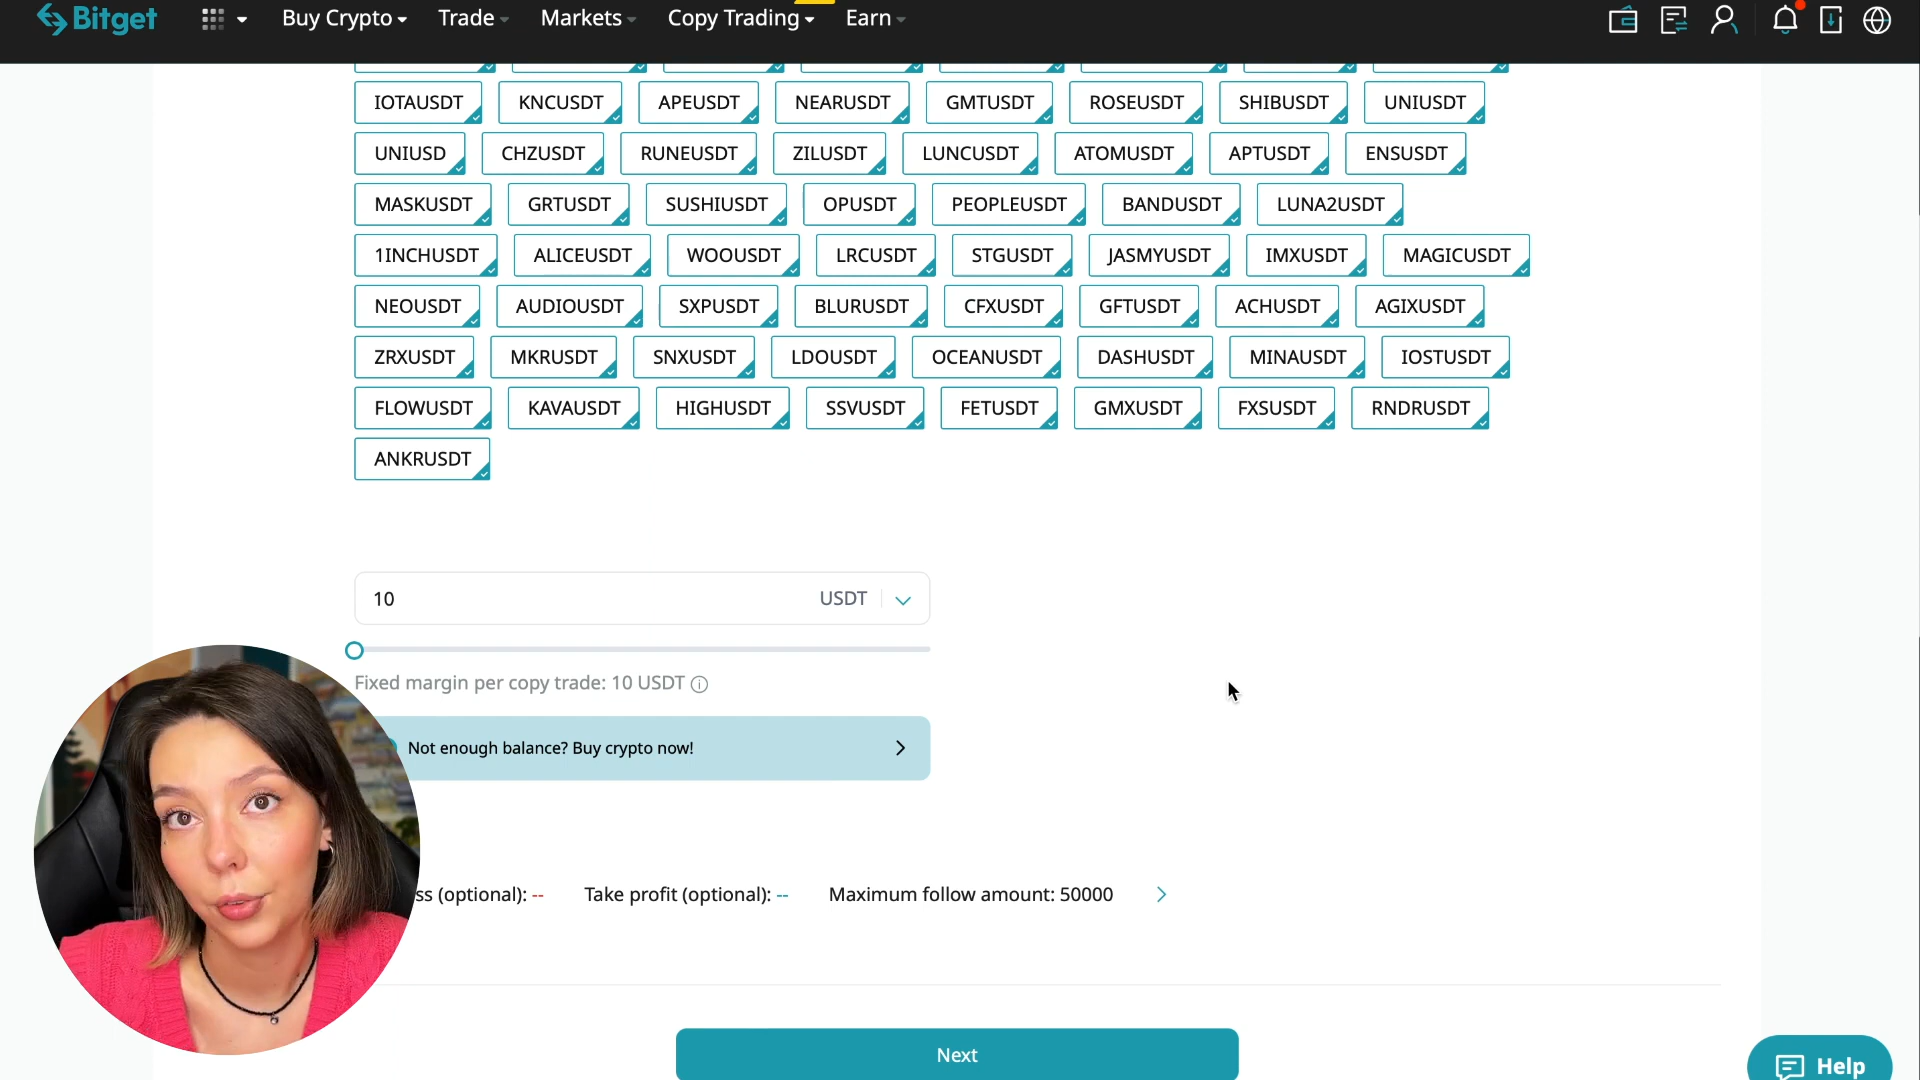 Bitget Buy Crypto Trade Markets Copy Trading Earn
IOTAUSDT KNCUSDT APEUSDT NEARUSDT GMTUSDT ROSEUSDT SHIBUSDT UNIUSDT
UNIUSD CHZUSDT RUNEUSDT ZILUSDT LUNCUSDT ATOMUSDT APTUSDT ENSUSDT
MASKUSDT GRTUSDT SUSHIUSDT OPUSDT PEOPLEUSDT BANDUSDT LUNA2USDT
1INCHUSDT ALICEUSDT WOOUSDT LRCUSDT STGUSDT JASMYUSDT IMXUSDT MAGICUSDT
NEOUSDT AUDIOUSDT SXPUSDT BLURUSDT CFXUSDT GFTUSDT ACHUSDT AGIXUSDT
ZRXUSDT MKRUSDT SNXUSDT LDOUSDT OCEANUSDT DASHUSDT MINAUSDT IOSTUSDT
FLOWUSDT KAVAUSDT HIGHUSDT SSVUSDT FETUSDT GMXUSDT FXSUSDT RNDRUSDT
ANKRUSDT
10 USDT
Fixed margin per copy trade: 10 USDT
Not enough balance? Buy crypto now!
ss (optional): -- Take profit (optional): -- Maximum follow amount: 50000
Next
Help